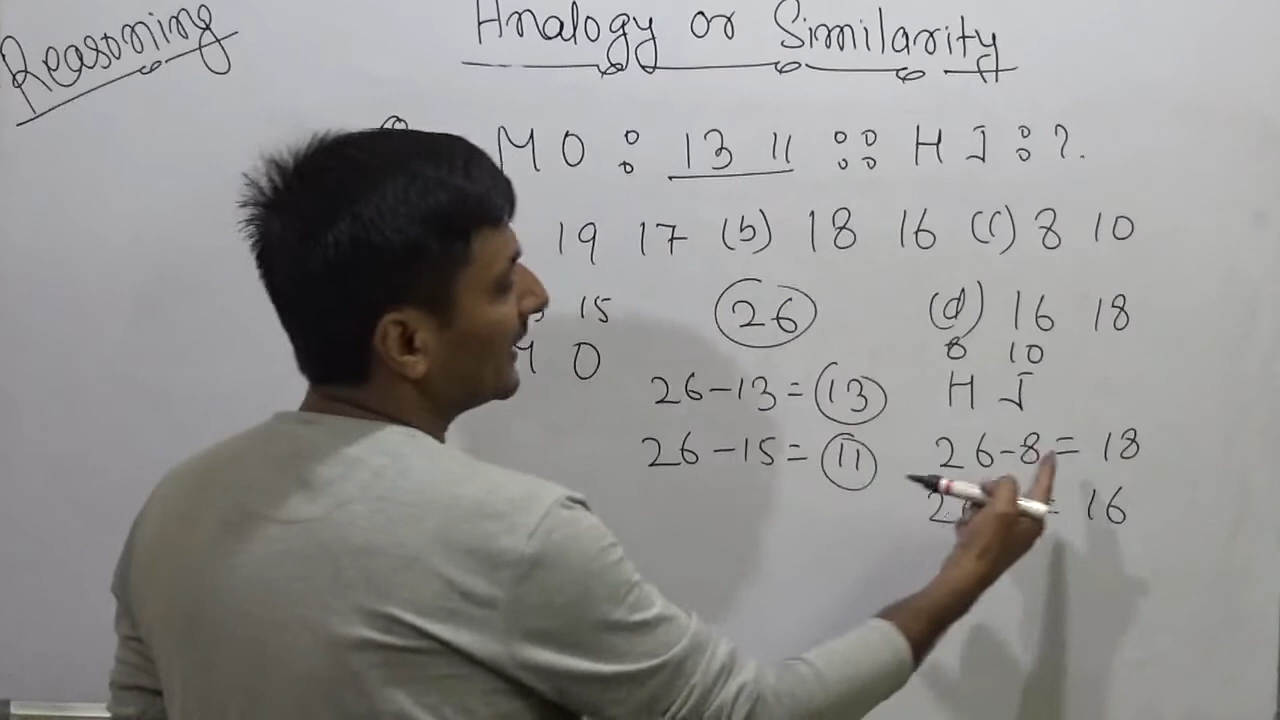 Reasoning
Analogy or Similarity
M O : 13 11 :: H J : ?.
19 17 (b) 18 16 (c) 8 10
15 26 (d) 16 18
O 8 10
26-13=13 H J
26-15=11 26-8=18
= 16